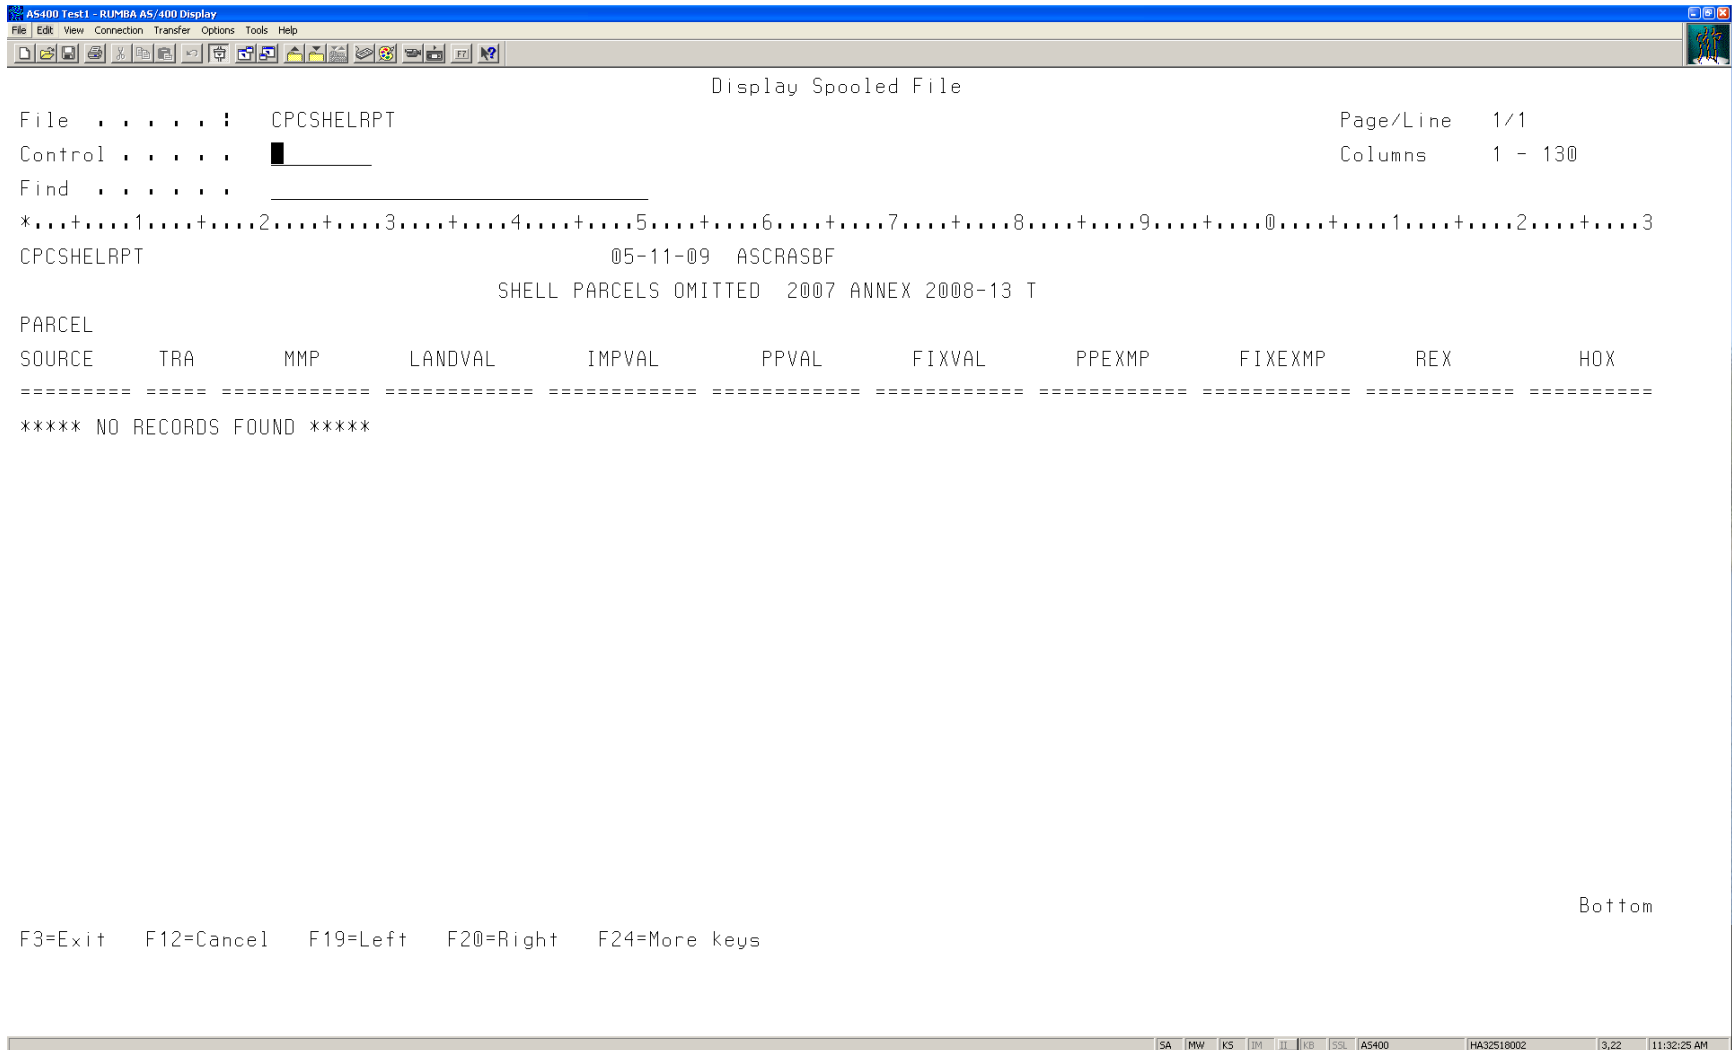 AS400 Test1 - RUMBA AS/400 Display
File Edit View Connection Transfer Options Tools Help
F7
Display Spooled File
File . . . . . : CPCSHELRPT Page/Line 1/1
Control . . . . . Columns 1 - 130
Find . . . . . .
*...+....1....+....2....+....3....+....4....+....5....+....6....+....7....+....8....+....9....+....0....+....1....+....2....+....3
CPCSHELRPT 05-11-09 ASCRASBF
SHELL PARCELS OMITTED 2007 ANNEX 2008-13 T
PARCEL
SOURCE TRA MMP LANDVAL IMPVAL PPVAL FIXVAL PPEXMP FIXEXMP REX HOX
========= ===== ============ ============ ============ ============ ============ ============ ============ ============ ==========
***** NO RECORDS FOUND *****
Bottom
F3=Exit F12=Cancel F19=Left F20=Right F24=More keys
SA MW KS IM II KB SSL AS400 HA32518002 3,22 11:32:25 AM